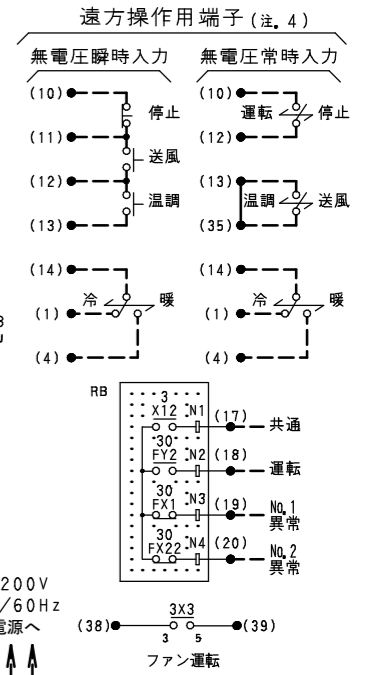 遠方操作用端子(注.4)
無電圧瞬時入力 無電圧常時入力
(10) 停止 (10) 運転 停止
(11) (12)
送風
(12) (13)
温調 温調 送風
(13) (35)
(14) (14)
冷 暖 冷 暖
(1) (1)
(4) (4)
RB
3
X12 N1 (17) 共通
30
FY2 N2 (18) 運転
30
FX1 N3 (19) No.1
異常
30
FX22 N4 (20) No.2
異常
200V
/60Hz
電源へ
(38) 3X3 (39)
3 5
ファン運転